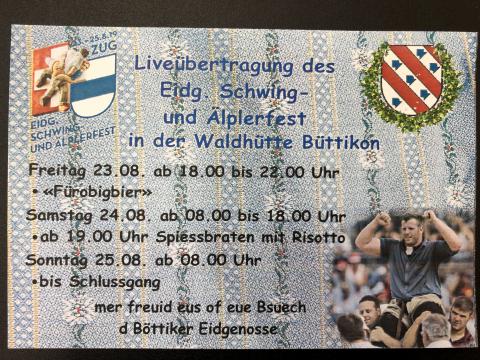 - 25.8.19
ZUG
EIDG.
SCHWING
UND ÄLPLERFEST
Liveübertragung des
Eidg. Schwing-
und Älplerfest
in der Waldhütte Büttikon
Freitag 23.08. ab 18.00 bis 22.00 Uhr
• «Fürobigbier»
Samstag 24.08. ab 08.00 bis 18.00 Uhr
•ab 19.00 Uhr Spiessbraten mit Risotto
Sonntag 25.08. ab 08.00 Uhr
•bis Schlussgang
mer freuid eus of eue Bsuech
d Böttiker Eidgenosse